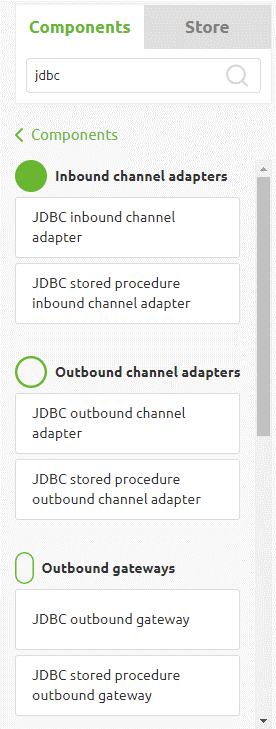 Components
Store
jdbc
Components
Inbound channel adapters
JDBC inbound channel
adapter
JDBC stored procedure
inbound channel adapter
Outbound channel adapters
JDBC outbound channel
adapter
JDBC stored procedure
outbound channel adapter
Outbound gateways
JDBC outbound gateway
JDBC stored procedure
outbound gateway